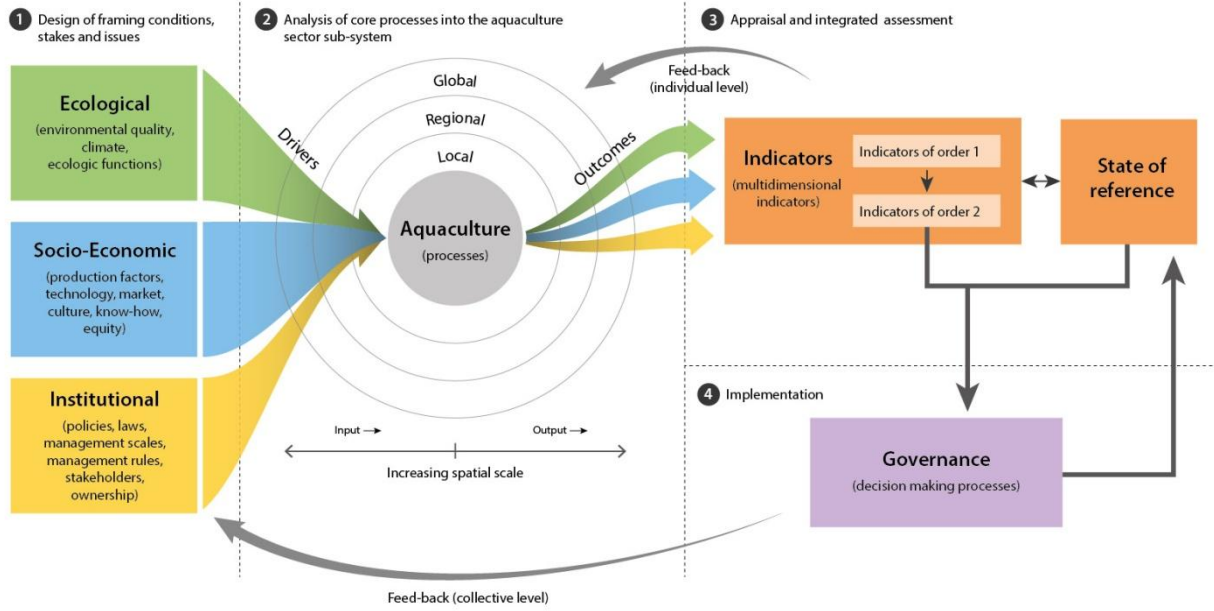 1 Design of framing conditions,
stakes and issues
2 Analysis of core processes into the aquaculture
sector sub-system
3 Appraisal and integrated assessment
Ecological
(environmental quality,
climate,
ecologic functions)
Socio-Economic
(production factors,
technology, market,
culture, know-how,
equity)
Institutional
(policies, laws,
management scales,
management rules,
stakeholders,
ownership)
Drivers
Global
Regional
Local
Aquaculture
(processes)
Outcomes
Input
Output
Increasing spatial scale
Feed-back
(individual level)
Indicators
(multidimensional
indicators)
Indicators of order 1
Indicators of order 2
State of
reference
4 Implementation
Governance
(decision making processes)
Feed-back (collective level)